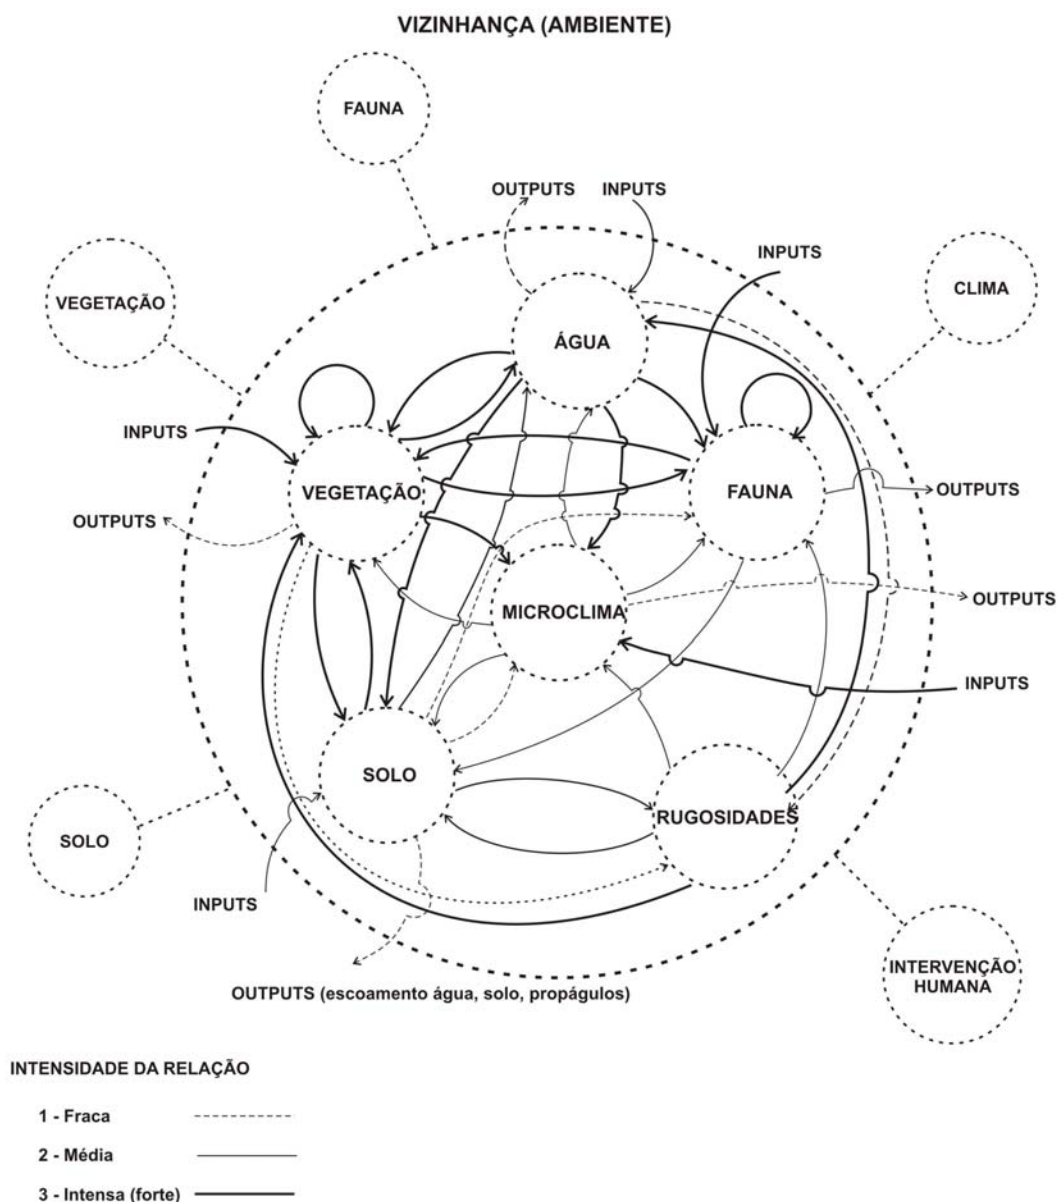 VIZINHANÇA (AMBIENTE)
FAUNA
OUTPUTS
INPUTS
INPUTS
VEGETAÇÃO
CLIMA
ÁGUA
INPUTS
VEGETAÇÃO
FAUNA
OUTPUTS
OUTPUTS
MICROCLIMA
OUTPUTS
INPUTS
SOLO
RUGOSIDADES
SOLO
INPUTS
INTERVENÇÃO
HUMANA
OUTPUTS (escoamento água, solo, propágulos)
INTENSIDADE DA RELAÇÃO
1 - Fraca
2 - Média
3 - Intensa (forte)